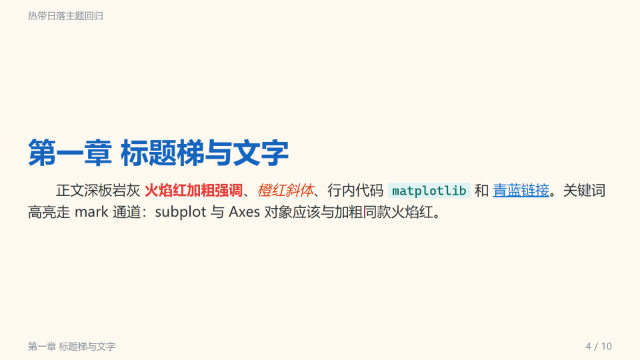 热带日落主题回归
第一章 标题梯与文字
正文深板岩灰 火焰红加粗强调、橙红斜体、行内代码 matplotlib 和 青蓝链接。关键词
高亮走 mark 通道：subplot 与 Axes 对象应该与加粗同款火焰红。
第一章 标题梯与文字
4 / 10